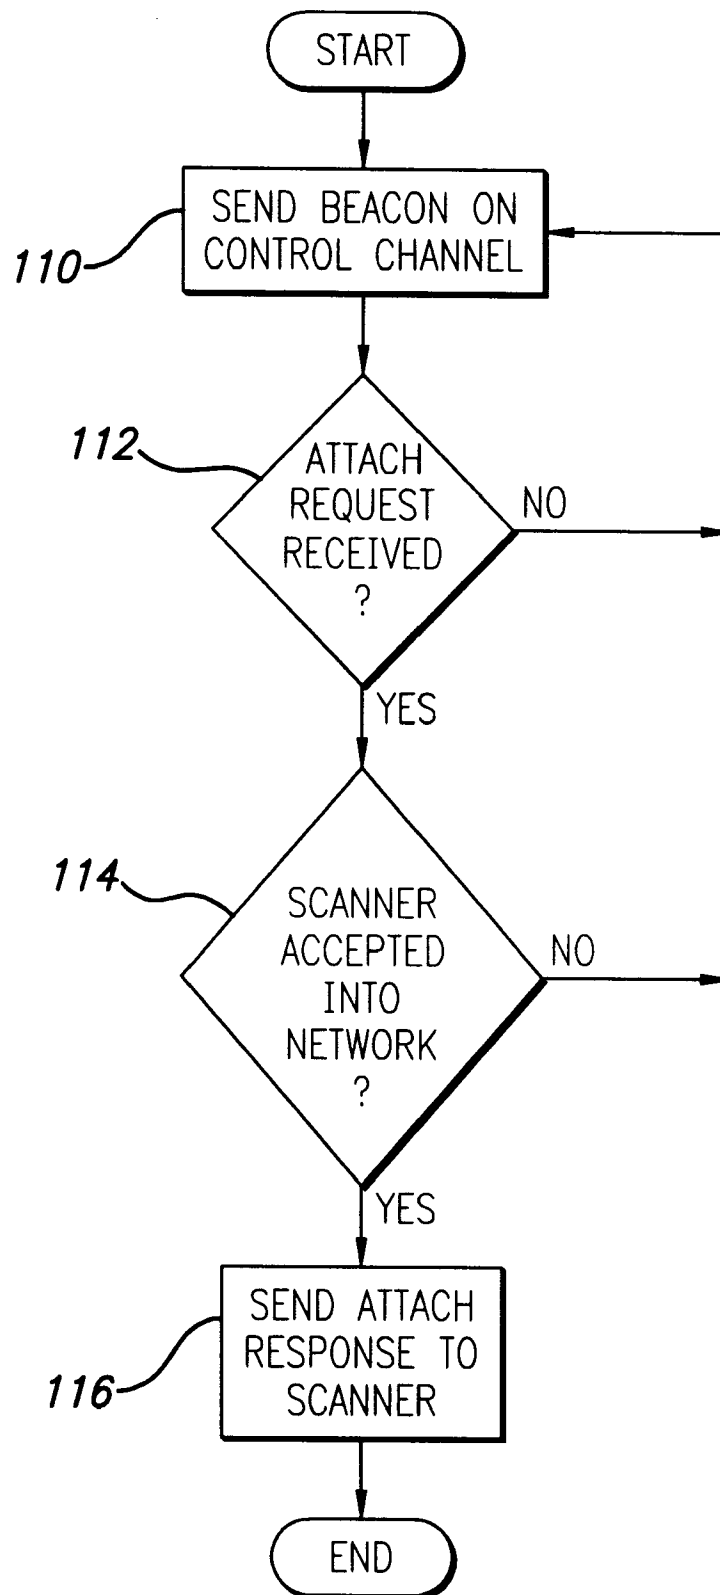 START
110
SEND BEACON ON
CONTROL CHANNEL
112
ATTACH
REQUEST
RECEIVED
?
NO
YES
114
SCANNER
ACCEPTED
INTO
NETWORK
?
NO
YES
116
SEND ATTACH
RESPONSE TO
SCANNER
END